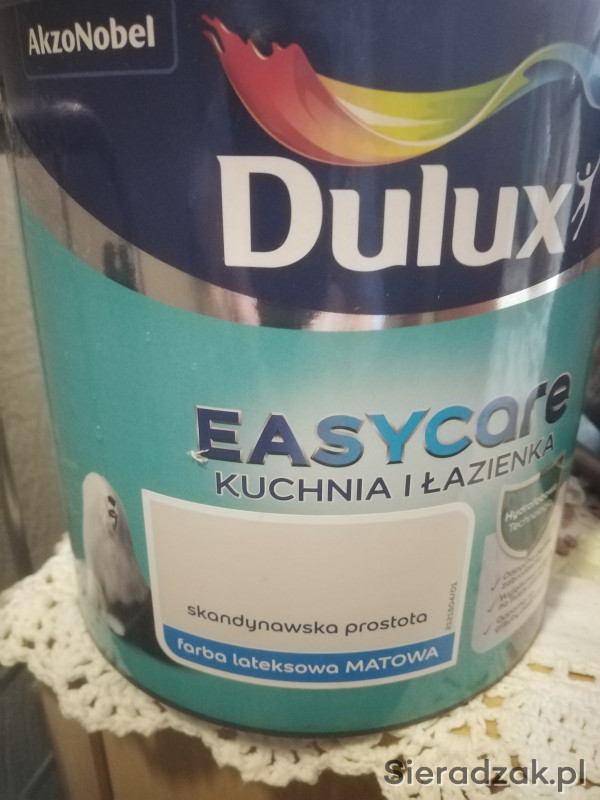 AkzoNobel
Dulux
EASYCare
KUCHNIA I ŁAZIENKA
skandynawska prostota
farba lateksowa MATOWA
Sieradzak.pl